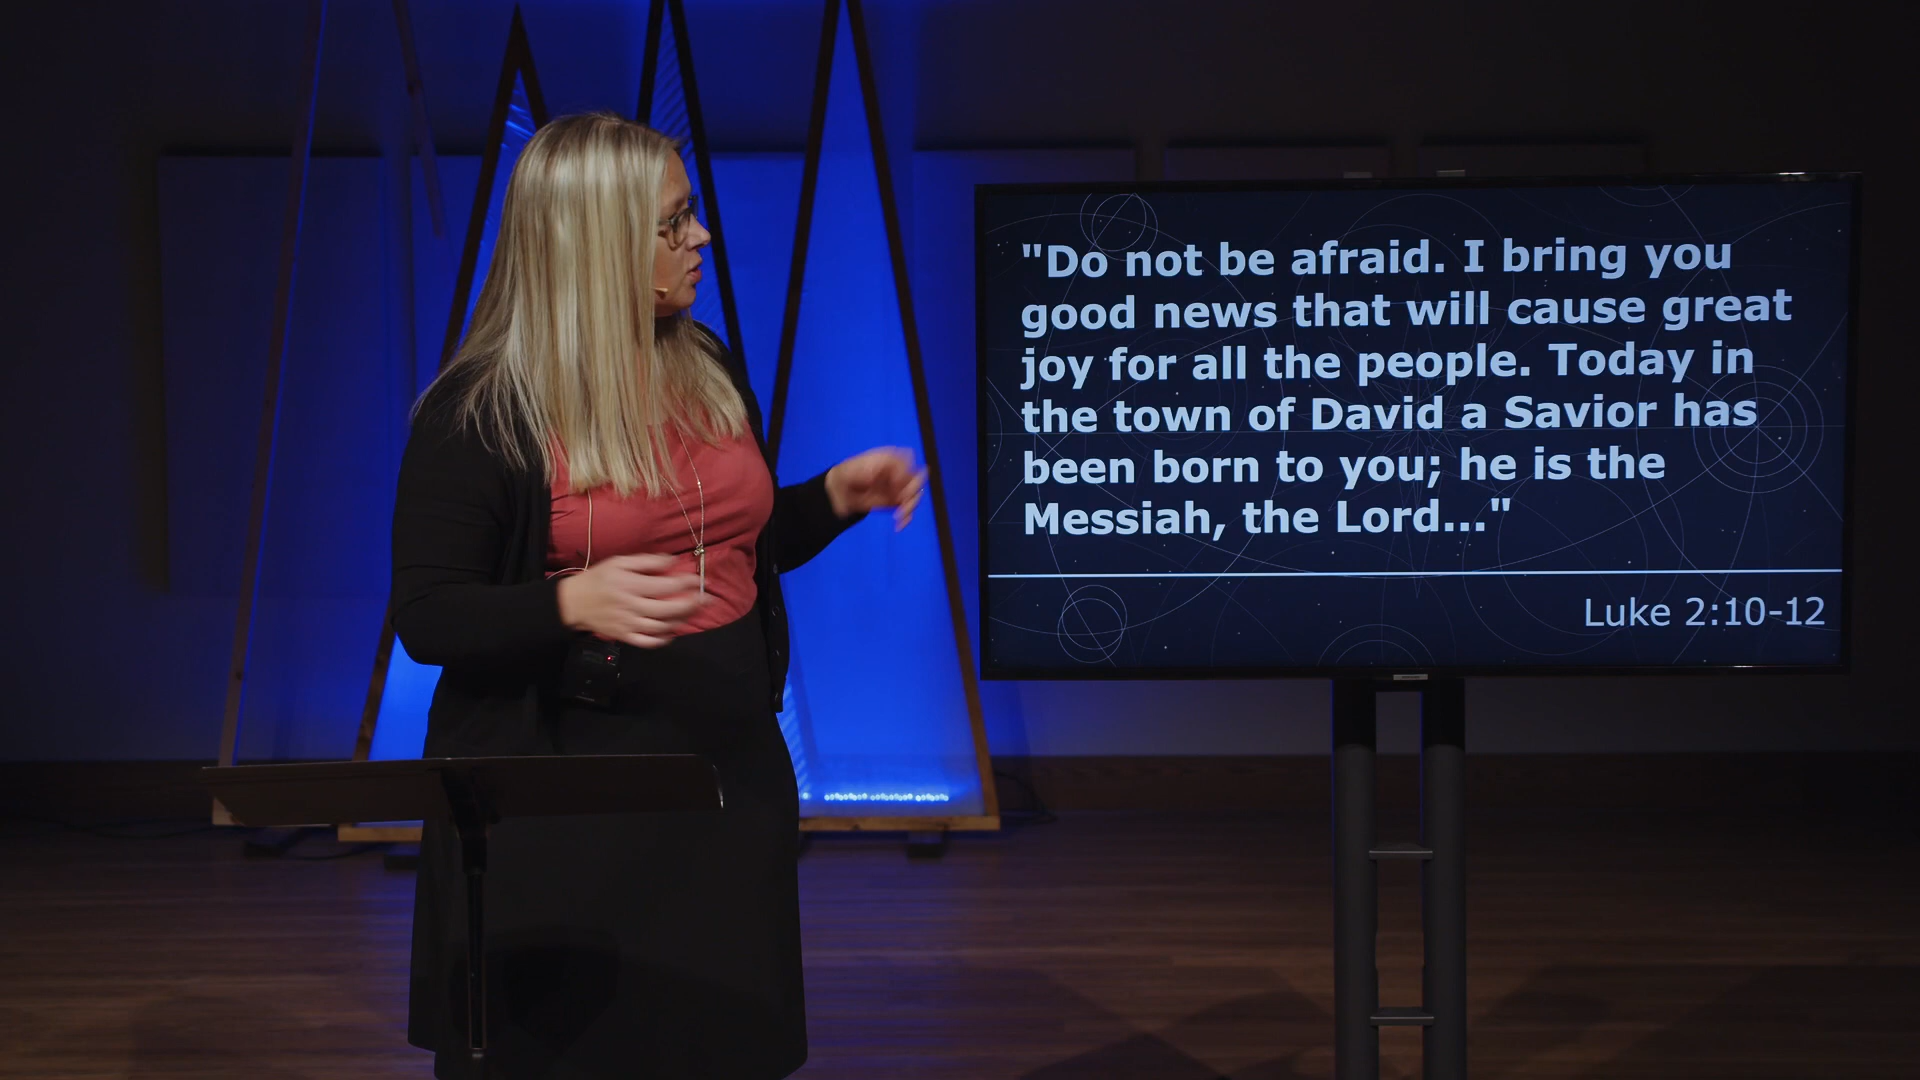 "Do not be afraid. I bring you
good news that will cause great
joy for all the people. Today in
the town of David a Savior has
been born to you; he is the
Messiah, the Lord..."
Luke 2:10-12